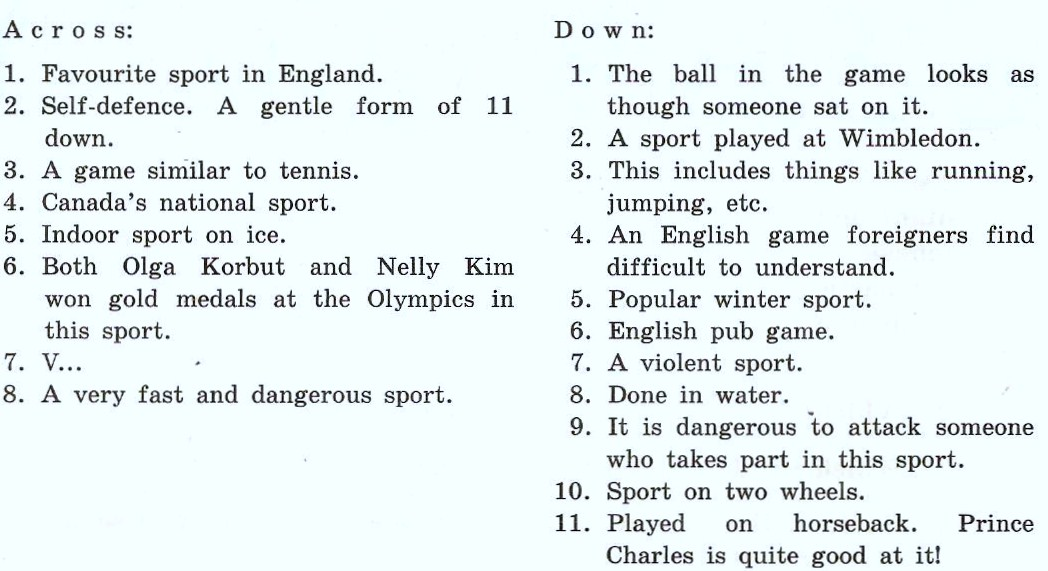 Across:
1. Favourite sport in England.
2. Self-defence. A gentle form of 11
down.
3. A game similar to tennis.
4. Canada's national sport.
5. Indoor sport on ice.
6. Both Olga Korbut and Nelly Kim
won gold medals at the Olympics in
this sport.
7. V...
8. A very fast and dangerous sport.
Down:
1. The ball in the game looks as
though someone sat on it.
2. A sport played at Wimbledon.
3. This includes things like running,
jumping, etc.
4. An English game foreigners find
difficult to understand.
5. Popular winter sport.
6. English pub game.
7. A violent sport.
8. Done in water.
9. It is dangerous to attack someone
who takes part in this sport.
10. Sport on two wheels.
11. Played on horseback. Prince
Charles is quite good at it!